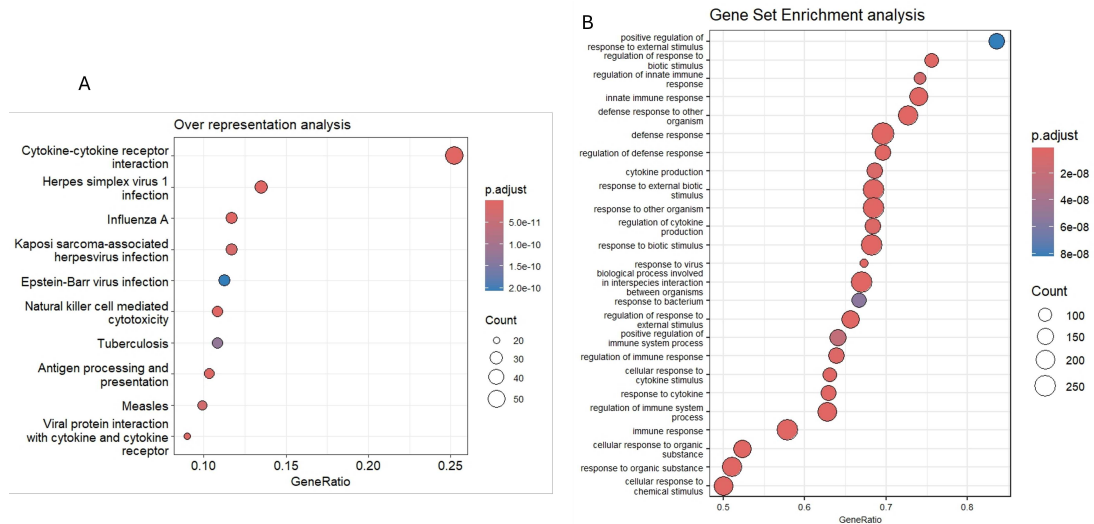 A
Over representation analysis
Cytokine-cytokine receptor
interaction
Herpes simplex virus 1
infection
Influenza A
Kaposi sarcoma-associated
herpesvirus infection
Epstein-Barr virus infection
Natural killer cell mediated
cytotoxicity
Tuberculosis
Antigen processing and
presentation
Measles
Viral protein interaction
with cytokine and cytokine
receptor
0.10 0.15 0.20 0.25
GeneRatio
p.adjust
5.0e-11
1.0e-10
1.5e-10
2.0e-10
Count
20
30
40
50
B
Gene Set Enrichment analysis
positive regulation of
response to external stimulus
regulation of response to
biotic stimulus
regulation of innate immune
response
innate immune response
defense response to other
organism
defense response
regulation of defense response
cytokine production
response to external biotic
stimulus
response to other organism
regulation of cytokine
production
response to biotic stimulus
response to virus
biological process involved
in interspecies interaction
between organisms
response to bacterium
regulation of response to
external stimulus
positive regulation of
immune system process
regulation of immune response
cellular response to
cytokine stimulus
response to cytokine
regulation of immune system
process
immune response
cellular response to organic
substance
response to organic substance
cellular response to
chemical stimulus
0.5 0.6 0.7 0.8
GeneRatio
p.adjust
2e-08
4e-08
6e-08
8e-08
Count
100
150
200
250